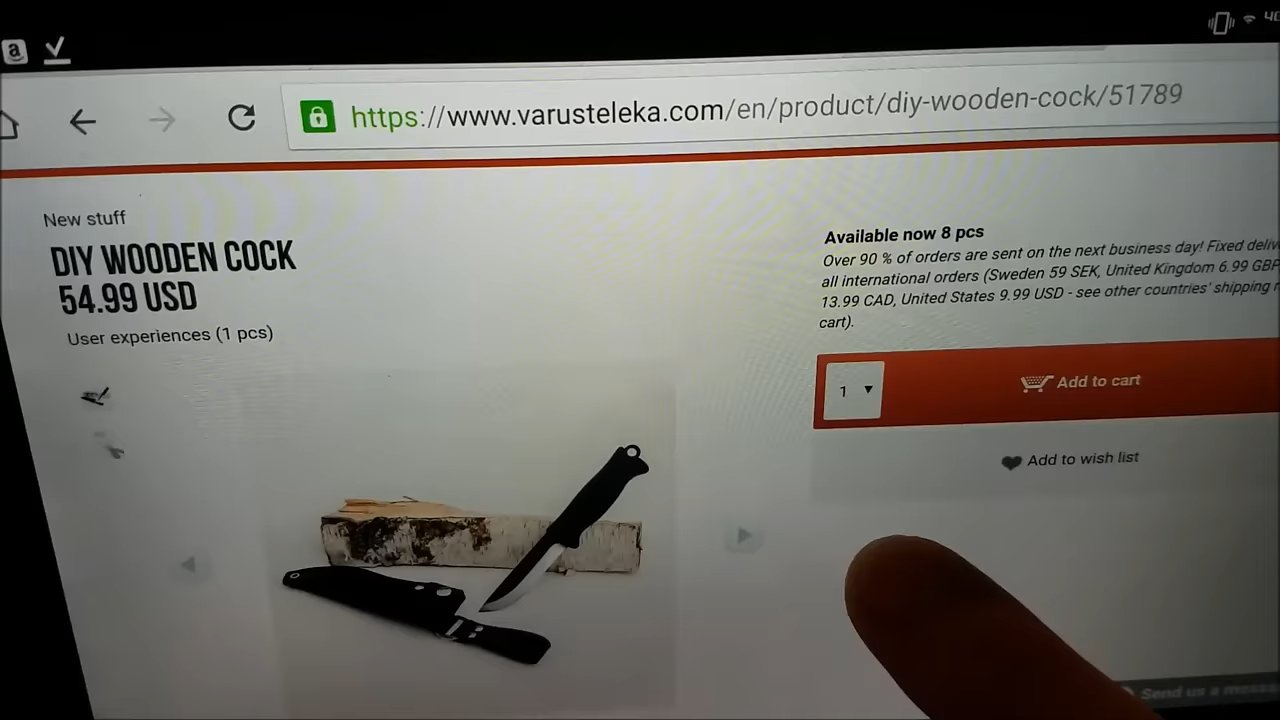 a
https://www.varusteleka.com/en/product/diy-wooden-cock/51789
New stuff
DIY WOODEN COCK
54.99 USD
User experiences (1 pcs)
Available now 8 pcs
Over 90 % of orders are sent on the next business day! Fixed
all international orders (Sweden 59 SEK, United Kingdom 6.99 GBP
13.99 CAD, United States 9.99 USD - see other countries' shipping
cart).
1
Add to cart
Add to wish list
Send us a